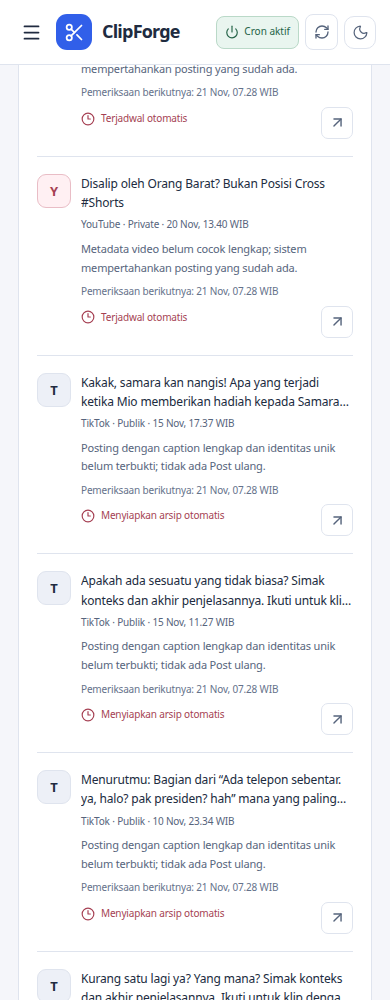 ClipForge
Cron aktif
mempertahankan posting yang sudah ada.
Pemeriksaan berikutnya: 21 Nov, 07.28 WIB
Terjadwal otomatis
Y
Disalip oleh Orang Barat? Bukan Posisi Cross
#Shorts
YouTube · Private · 20 Nov, 13.40 WIB
Metadata video belum cocok lengkap; sistem
mempertahankan posting yang sudah ada.
Pemeriksaan berikutnya: 21 Nov, 07.28 WIB
Terjadwal otomatis
T
Kakak, samara kan nangis! Apa yang terjadi
ketika Mio memberikan hadiah kepada Samara...
TikTok · Publik · 15 Nov, 17.37 WIB
Posting dengan caption lengkap dan identitas unik
belum terbukti; tidak ada Post ulang.
Pemeriksaan berikutnya: 21 Nov, 07.28 WIB
Menyiapkan arsip otomatis
T
Apakah ada sesuatu yang tidak biasa? Simak
konteks dan akhir penjelasannya. Ikuti untuk kli...
TikTok · Publik · 15 Nov, 11.27 WIB
Posting dengan caption lengkap dan identitas unik
belum terbukti; tidak ada Post ulang.
Pemeriksaan berikutnya: 21 Nov, 07.28 WIB
Menyiapkan arsip otomatis
T
Menurutmu: Bagian dari “Ada telepon sebentar.
ya, halo? pak presiden? hah” mana yang paling...
TikTok · Publik · 10 Nov, 23.34 WIB
Posting dengan caption lengkap dan identitas unik
belum terbukti; tidak ada Post ulang.
Pemeriksaan berikutnya: 21 Nov, 07.28 WIB
Menyiapkan arsip otomatis
T
Kurang satu lagi ya? Yang mana? Simak konteks
dan akhir penjelasannya. Ikuti untuk klip denga...